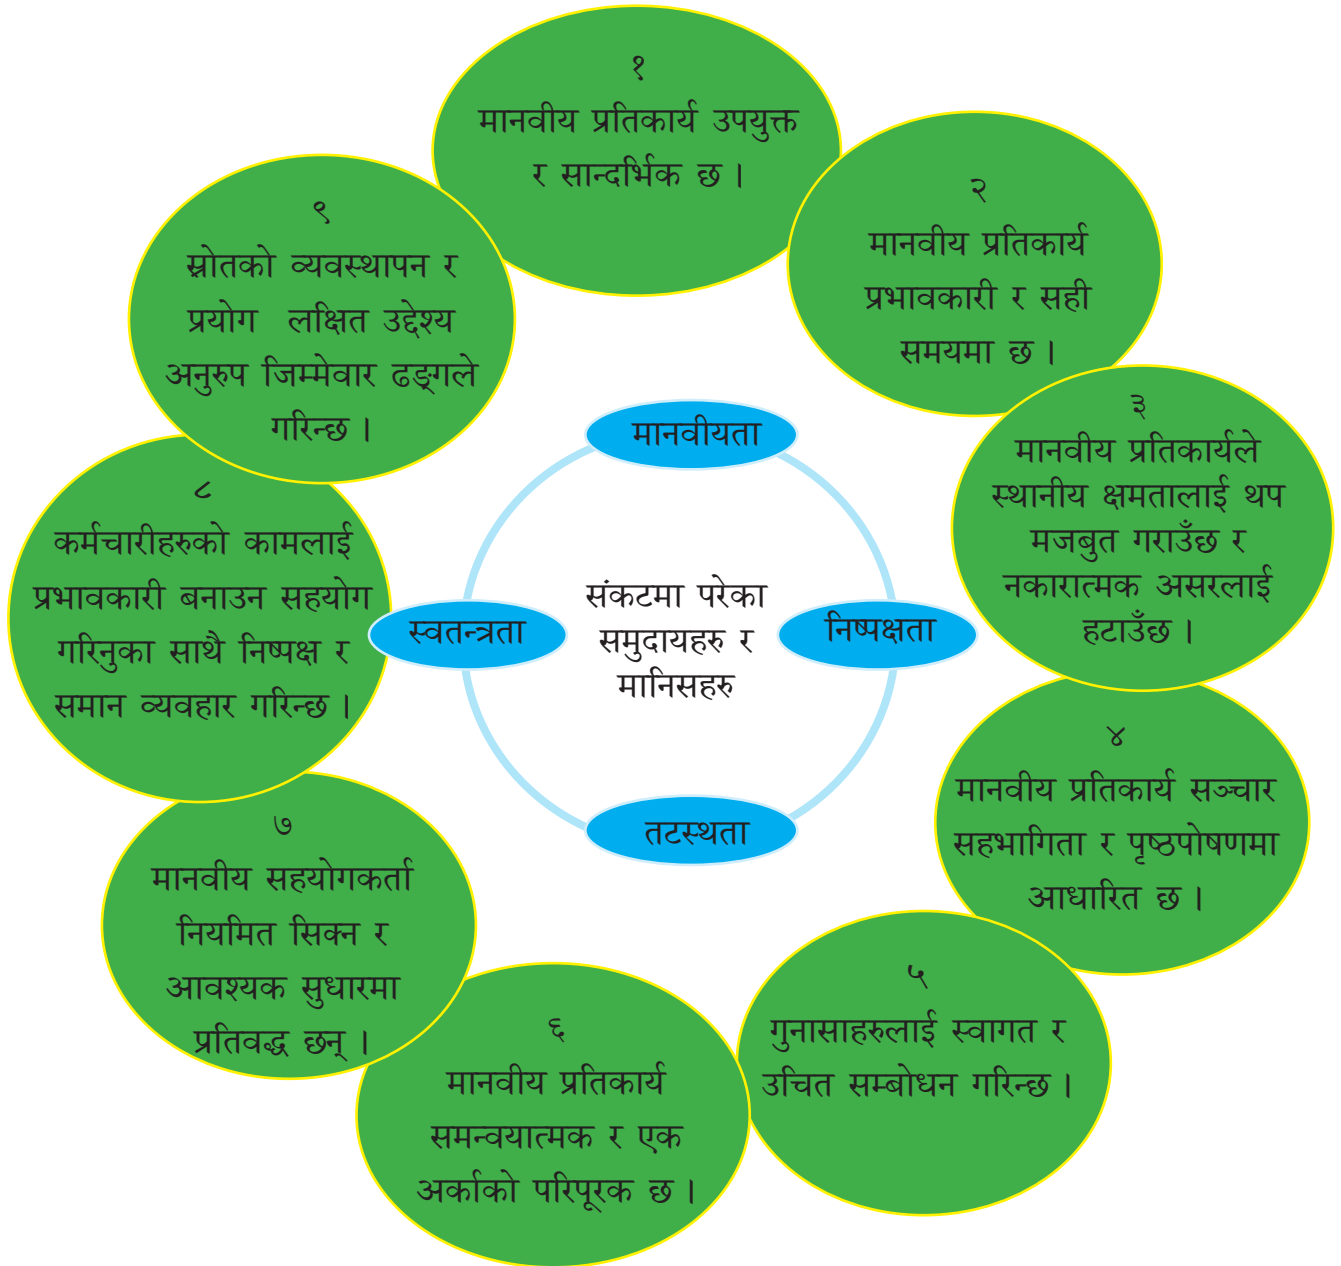 १
मानवीय प्रतिकार्य उपयुक्त
र सान्दर्भिक छ ।
२
मानवीय प्रतिकार्य
प्रभावकारी र सही
समयमा छ ।
३
मानवीय प्रतिकार्यले
स्थानीय क्षमतालाई थप
मजबुत गराउँछ र
नकारात्मक असरलाई
हटाउँछ ।
४
मानवीय प्रतिकार्य सञ्चार
सहभागिता र पृष्ठपोषणमा
आधारित छ ।
५
गुनासाहरुलाई स्वागत र
उचित सम्बोधन गरिन्छ ।
६
मानवीय प्रतिकार्य
समन्वयात्मक र एक
अर्काको परिपूरक छ ।
७
मानवीय सहयोगकर्ता
नियमित सिक्न र
आवश्यक सुधारमा
प्रतिवद्ध छन् ।
८
कर्मचारीहरुको कामलाई
प्रभावकारी बनाउन सहयोग
गरिनुका साथै निष्पक्ष र
समान व्यवहार गरिन्छ ।
९
स्रोतको व्यवस्थापन र
प्रयोग लक्षित उद्देश्य
अनुरुप जिम्मेवार ढङ्गले
गरिन्छ ।
मानवीयता
निष्पक्षता
तटस्थता
स्वतन्त्रता
संकटमा परेका
समुदायहरु र
मानिसहरु